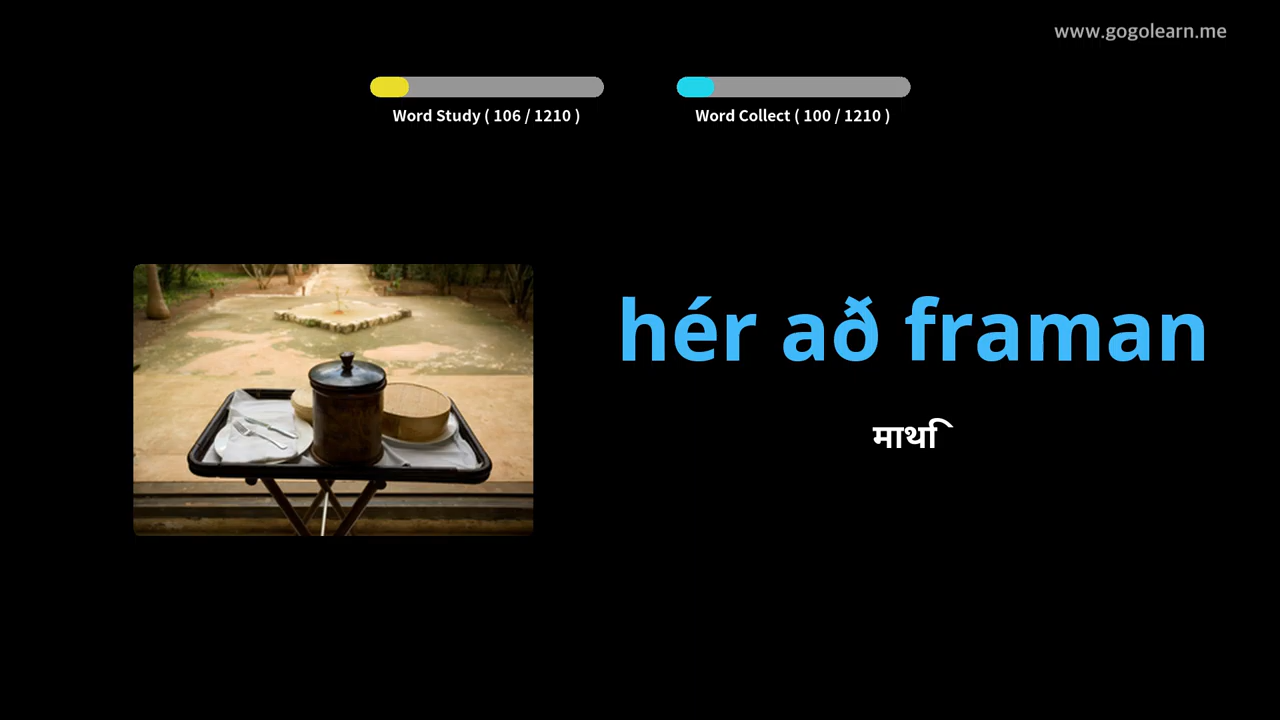 www.gogolearn.me
Word Study ( 106 / 1210 )
Word Collect ( 100 / 1210 )
hér að framan
माथि